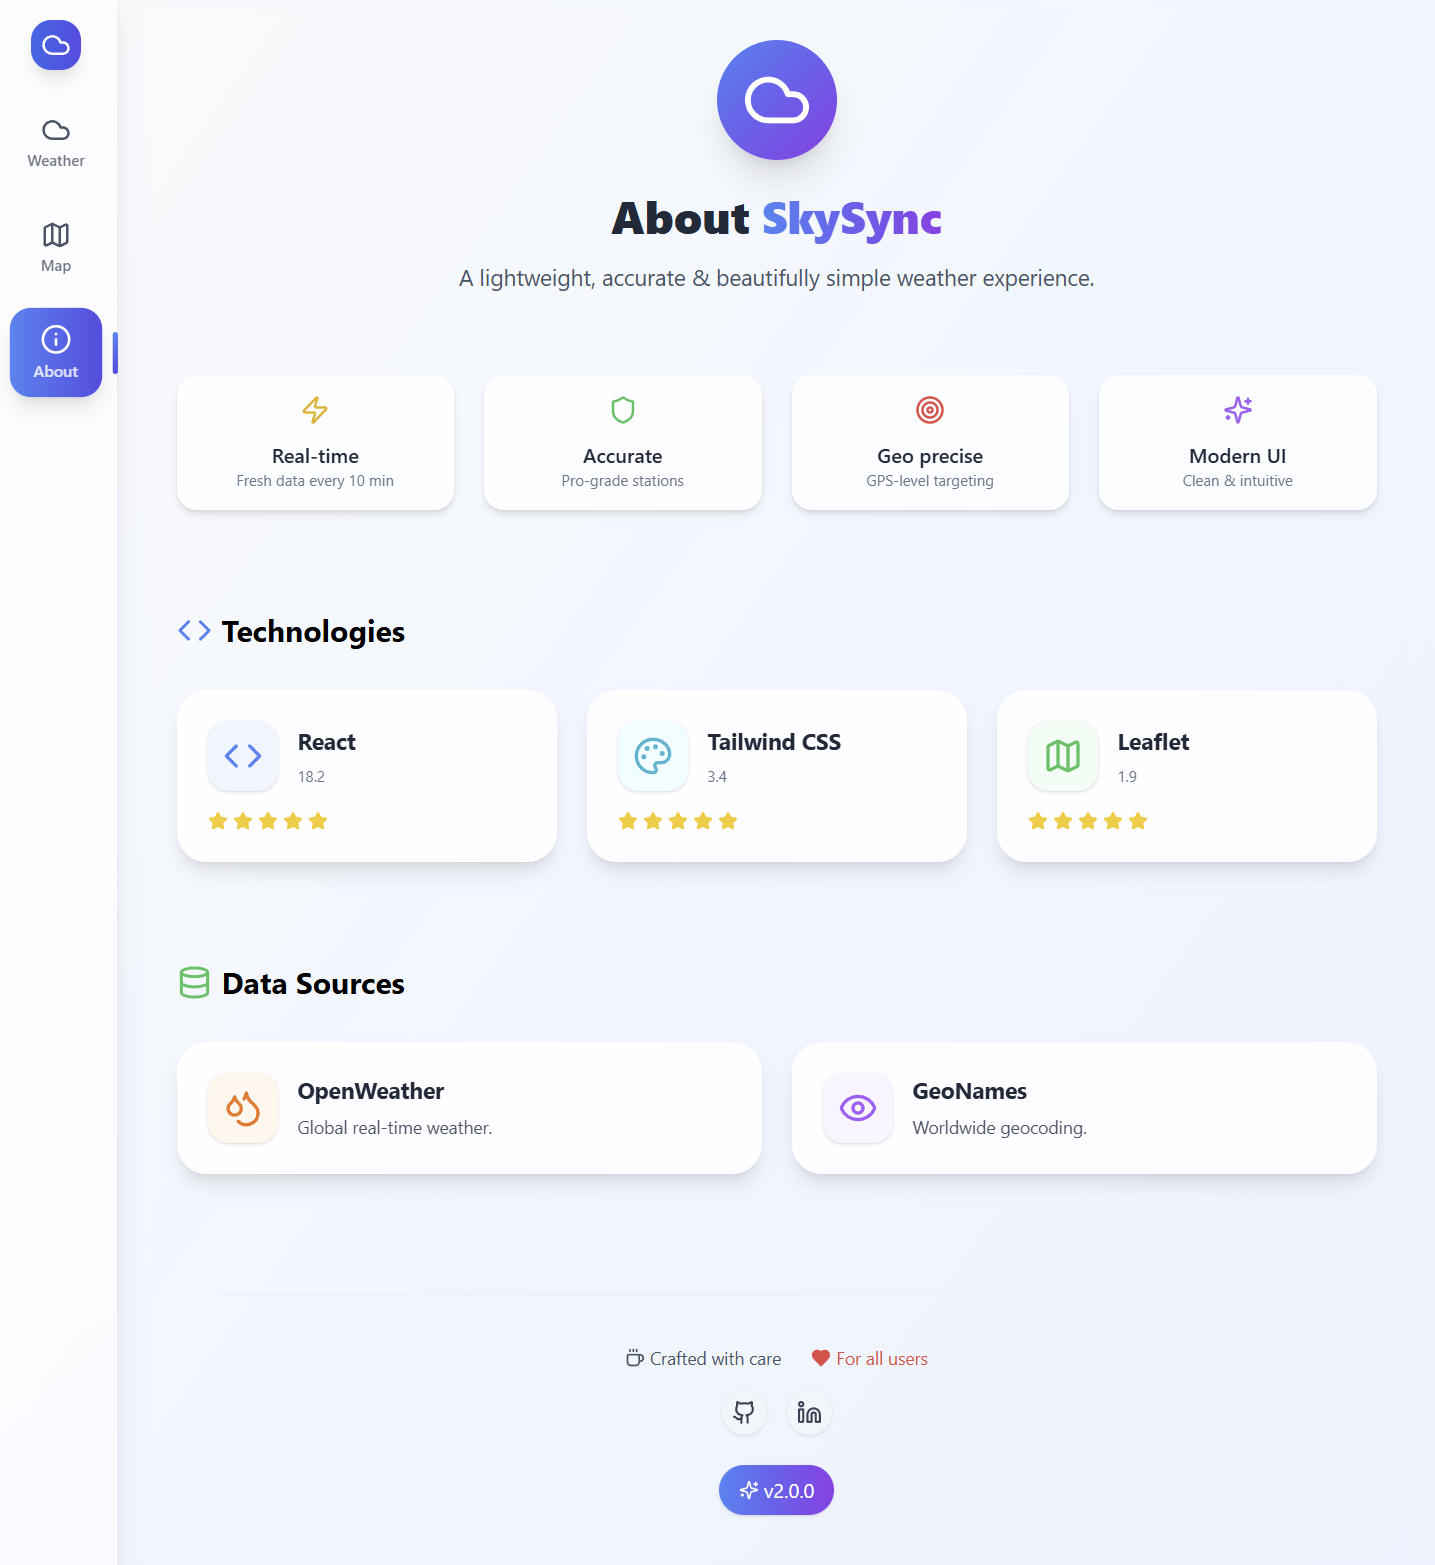 Weather
Map
About
About SkySync
A lightweight, accurate & beautifully simple weather experience.
Real-time
Fresh data every 10 min
Accurate
Pro-grade stations
Geo precise
GPS-level targeting
Modern UI
Clean & intuitive
Technologies
React
18.2
Tailwind CSS
3.4
Leaflet
1.9
Data Sources
OpenWeather
Global real-time weather.
GeoNames
Worldwide geocoding.
Crafted with care
For all users
v2.0.0